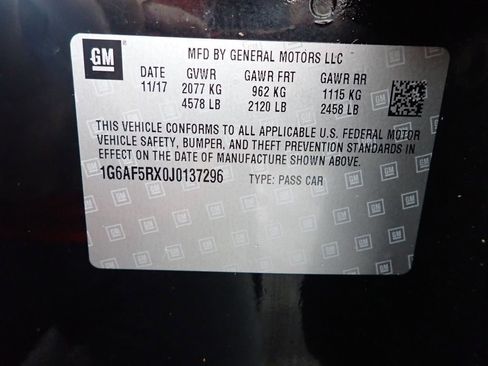 GM
MFD BY GENERAL MOTORS LLC
DATE GVWR GAWR FRT GAWR RR
11/17 2077 KG 962 KG 1115 KG
4578 LB 2120 LB 2458 LB
THIS VEHICLE CONFORMS TO ALL APPLICABLE U.S. FEDERAL MOTOR
VEHICLE SAFETY, BUMPER, AND THEFT PREVENTION STANDARDS IN
EFFECT ON THE DATE OF MANUFACTURE SHOWN ABOVE.
1G6AF5RX0J0137296 TYPE: PASS CAR